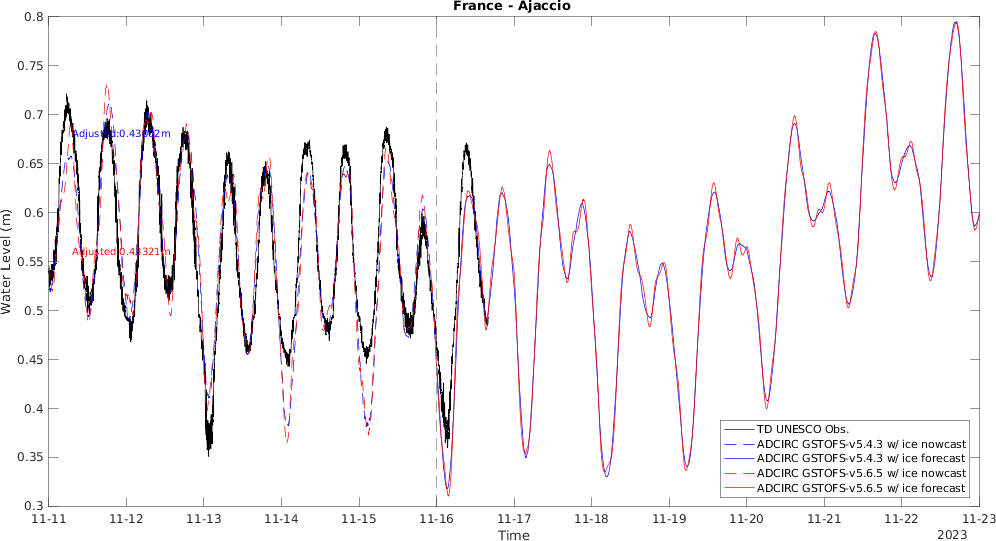 France - Ajaccio
Water Level (m)
0.8
0.75
0.7
0.65
0.6
0.55
0.5
0.45
0.4
0.35
0.3
Adjusted:0.43321m
TD UNESCO Obs.
ADCIRC GSTOFS-v5.4.3 w/ ice nowcast
ADCIRC GSTOFS-v5.4.3 w/ ice forecast
ADCIRC GSTOFS-v5.6.5 w/ ice nowcast
ADCIRC GSTOFS-v5.6.5 w/ ice forecast
11-11 11-12 11-13 11-14 11-15 11-16 11-17 11-18 11-19 11-20 11-21 11-22 11-23
Time
2023